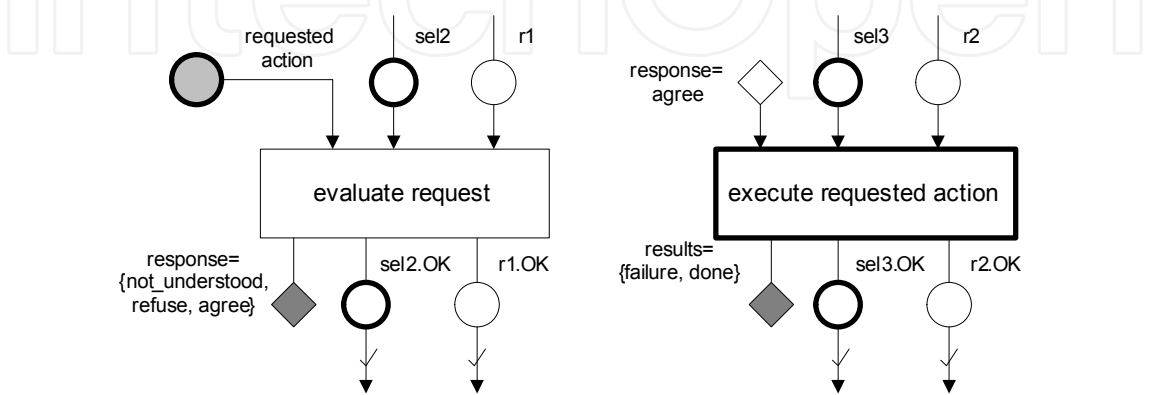 requested
action
sel2
r1
evaluate request
response=
{not_understood,
refuse, agree}
sel2.OK
r1.OK
response=
agree
sel3
r2
execute requested action
results=
{failure, done}
sel3.OK
r2.OK